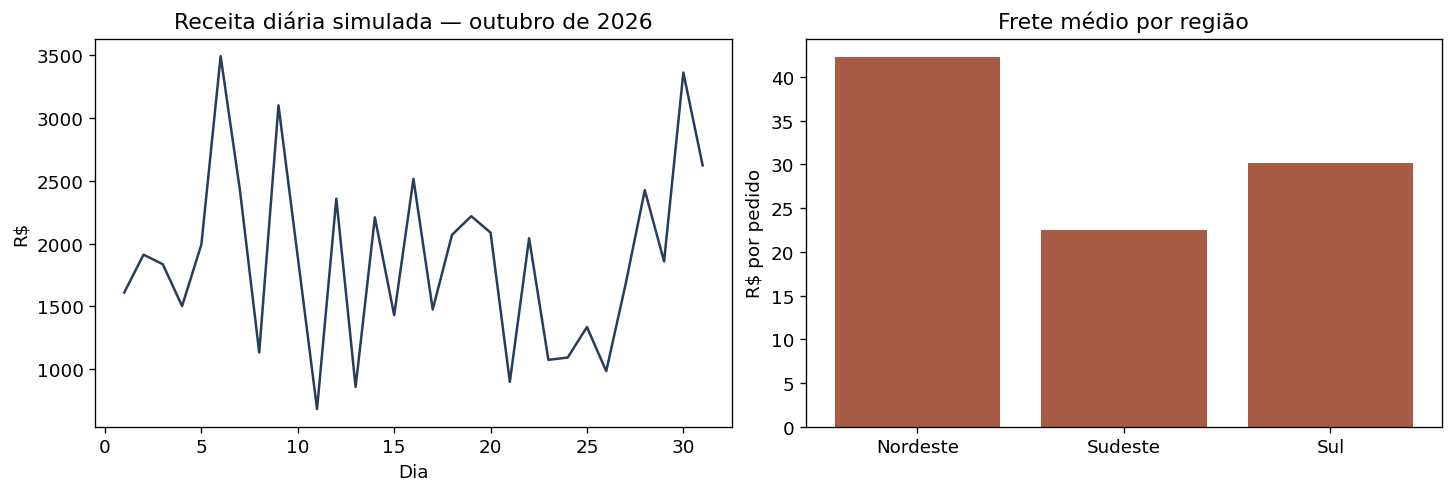 Receita diária simulada — outubro de 2026
R$
3500
3000
2500
2000
1500
1000
0 5 10 15 20 25 30
Dia
Frete médio por região
R$ por pedido
40
35
30
25
20
15
10
5
0
Nordeste Sudeste Sul